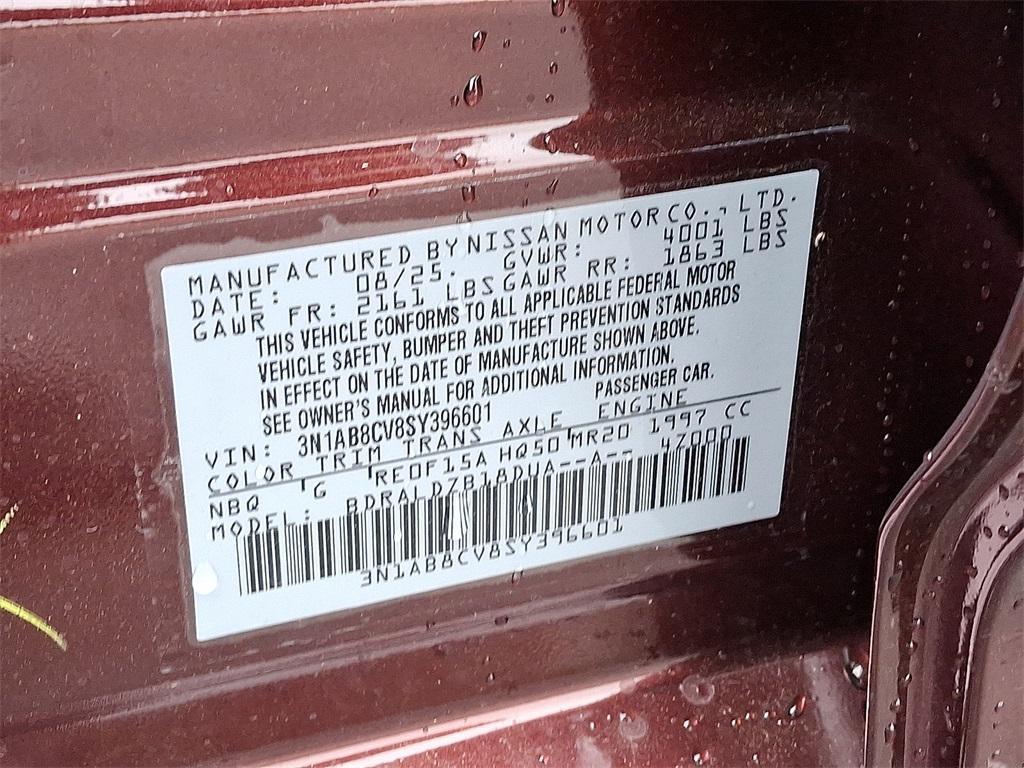 MANUFACTURED BY NISSAN MOTOR CO., LTD.
DATE: 08/25. GVWR: 4001 LBS
GAWR FR: 2161 LBS GAWR RR: 1863 LBS
THIS VEHICLE CONFORMS TO ALL APPLICABLE FEDERAL MOTOR
VEHICLE SAFETY, BUMPER AND THEFT PREVENTION STANDARDS
IN EFFECT ON THE DATE OF MANUFACTURE SHOWN ABOVE.
SEE OWNER'S MANUAL FOR ADDITIONAL INFORMATION.
VIN: 3N1AB8CV8SY396601 PASSENGER CAR.
COLOR TRIM TRANS AXLE ENGINE
NBQ G RE0F15A HQ50 MR20 1997 CC
MODEL: BDRALDZB18DUA--A-- 4Z000
3N1AB8CV8SY396601